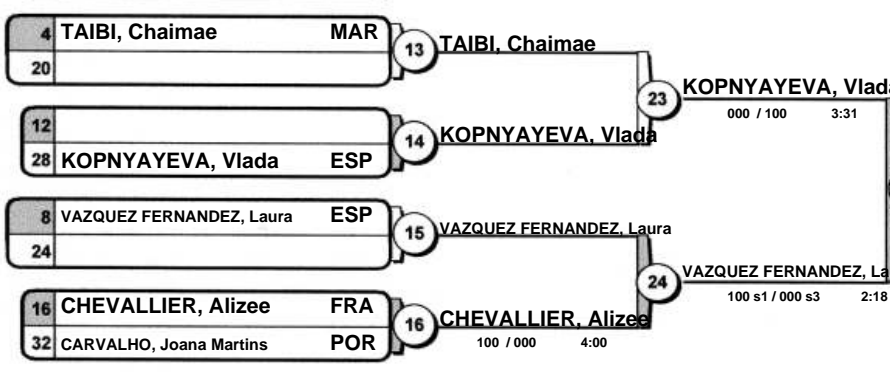 4 TAIBI, Chaimae MAR
20
13 TAIBI, Chaimae
12
28 KOPNYAYEVA, Vlada ESP
14 KOPNYAYEVA, Vlada
23 KOPNYAYEVA, Vlada
000 / 100 3:31
8 VAZQUEZ FERNANDEZ, Laura ESP
24
15 VAZQUEZ FERNANDEZ, Laura
16 CHEVALLIER, Alizee FRA
32 CARVALHO, Joana Martins POR
16 CHEVALLIER, Alizee
100 / 000 4:00
24 VAZQUEZ FERNANDEZ, La
100 s1 / 000 s3 2:18